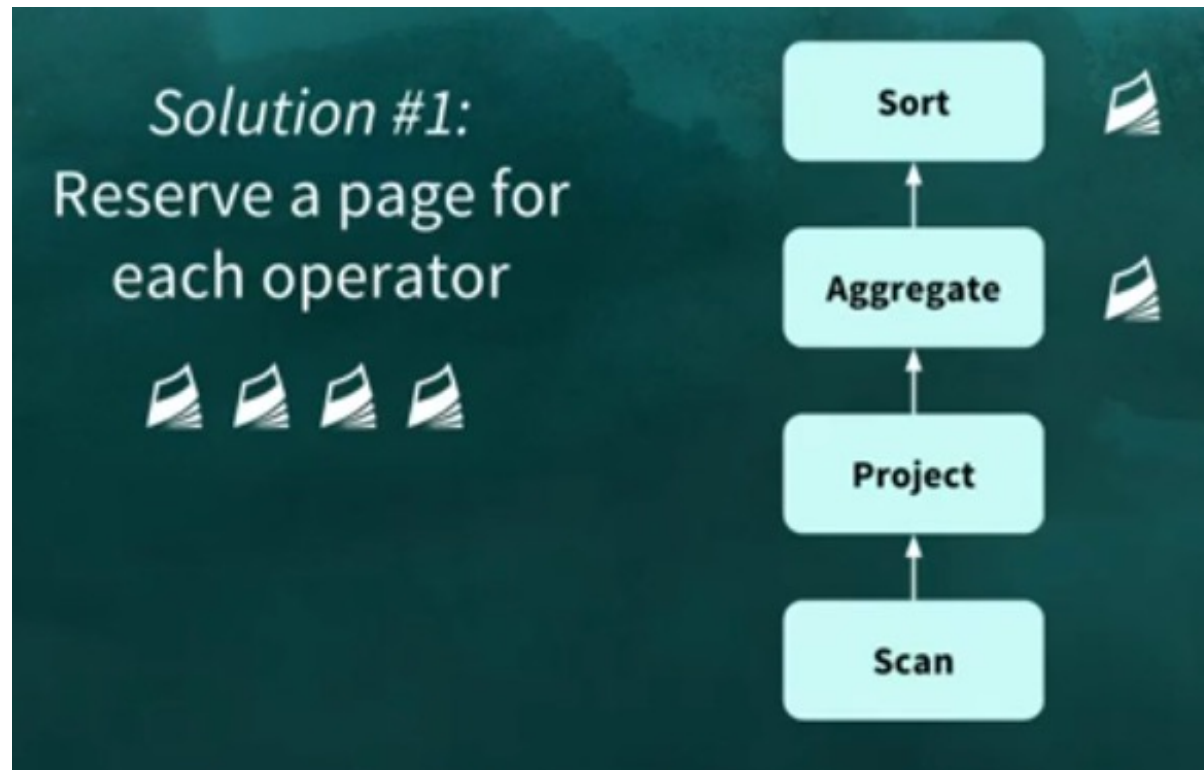 Solution #1:
Reserve a page for
each operator
Sort
Aggregate
Project
Scan